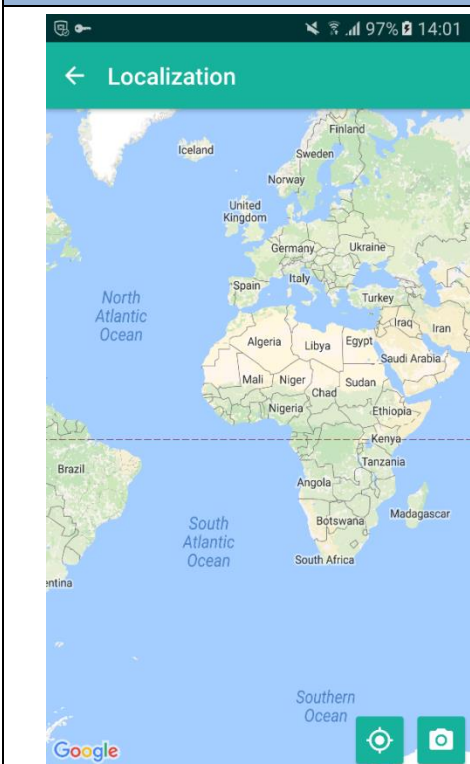 97% 14:01
Localization
Finland
Iceland
Sweden
Norway
United
Kingdom
Germany
Ukraine
Spain
Italy
Turkey
North
Atlantic
Ocean
Iraq
Iran
Algeria
Libya
Egypt
Saudi Arabia
Mali
Niger
Chad
Sudan
Nigeria
Ethiopia
Kenya
Brazil
Tanzania
Angola
South
Atlantic
Ocean
Botswana
Madagascar
South Africa
entina
Southern
Ocean
Google